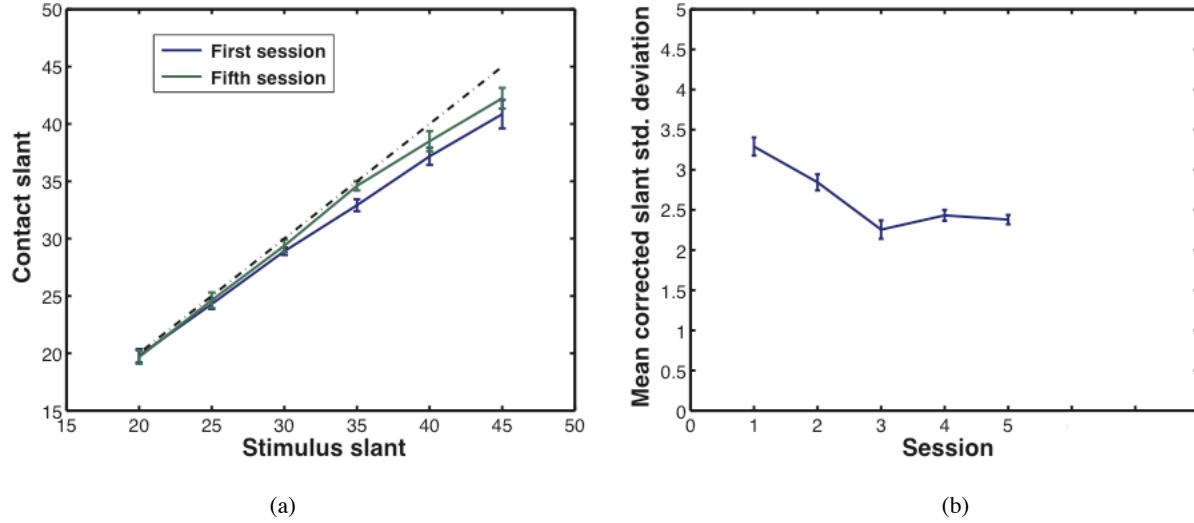 50
45
40
35
30
25
20
15
Contact slant
First session
Fifth session
15 20 25 30 35 40 45 50
Stimulus slant
(a)
5
4.5
4
3.5
3
2.5
2
1.5
1
0.5
0
Mean corrected slant std. deviation
0 1 2 3 4 5
Session
(b)